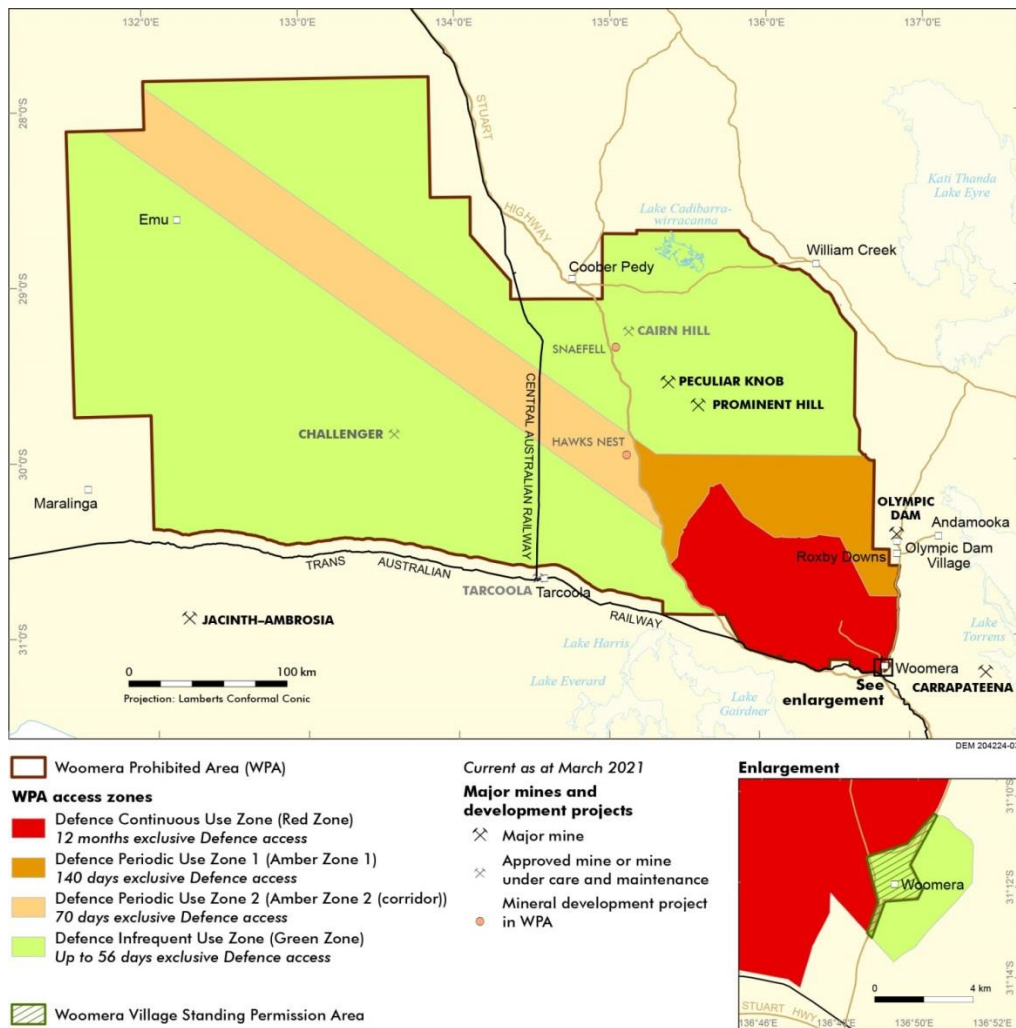 132°0'E 133°0'E 134°0'E 135°0'E 136°0'E 137°0'E
28°0'S
29°0'S
30°0'S
31°0'S
STUART
HIGHWAY
Kati Thanda
Lake Eyre
Lake Cadibarra-
wirracanna
Emu
William Creek
Coober Pedy
CAIRN HILL
SNAEFELL
PECULIAR KNOB
PROMINENT HILL
CENTRAL AUSTRALIAN RAILWAY
CHALLENGER
HAWKS NEST
Maralinga
OLYMPIC
DAM
Andamooka
Roxby Downs
Olympic Dam
Village
TRANS AUSTRALIAN RAILWAY
TARCOOLA
Tarcoola
JACINTH–AMBROSIA
Lake Harris
Lake
Torrens
Woomera
Lake Everard
See
enlargement
CARRAPATEENA
Lake
Gairdner
0 100 km
Projection: Lamberts Conformal Conic
Woomera Prohibited Area (WPA)
WPA access zones
Defence Continuous Use Zone (Red Zone)
12 months exclusive Defence access
Defence Periodic Use Zone 1 (Amber Zone 1)
140 days exclusive Defence access
Defence Periodic Use Zone 2 (Amber Zone 2 (corridor))
70 days exclusive Defence access
Defence Infrequent Use Zone (Green Zone)
Up to 56 days exclusive Defence access
Woomera Village Standing Permission Area
Current as at March 2021
Major mines and
development projects
Major mine
Approved mine or mine
under care and maintenance
Mineral development project
in WPA
Enlargement
31°10'S
31°12'S
31°14'S
Woomera
0 4 km
STUART HWY
136°46'E 136°50'E 136°52'E